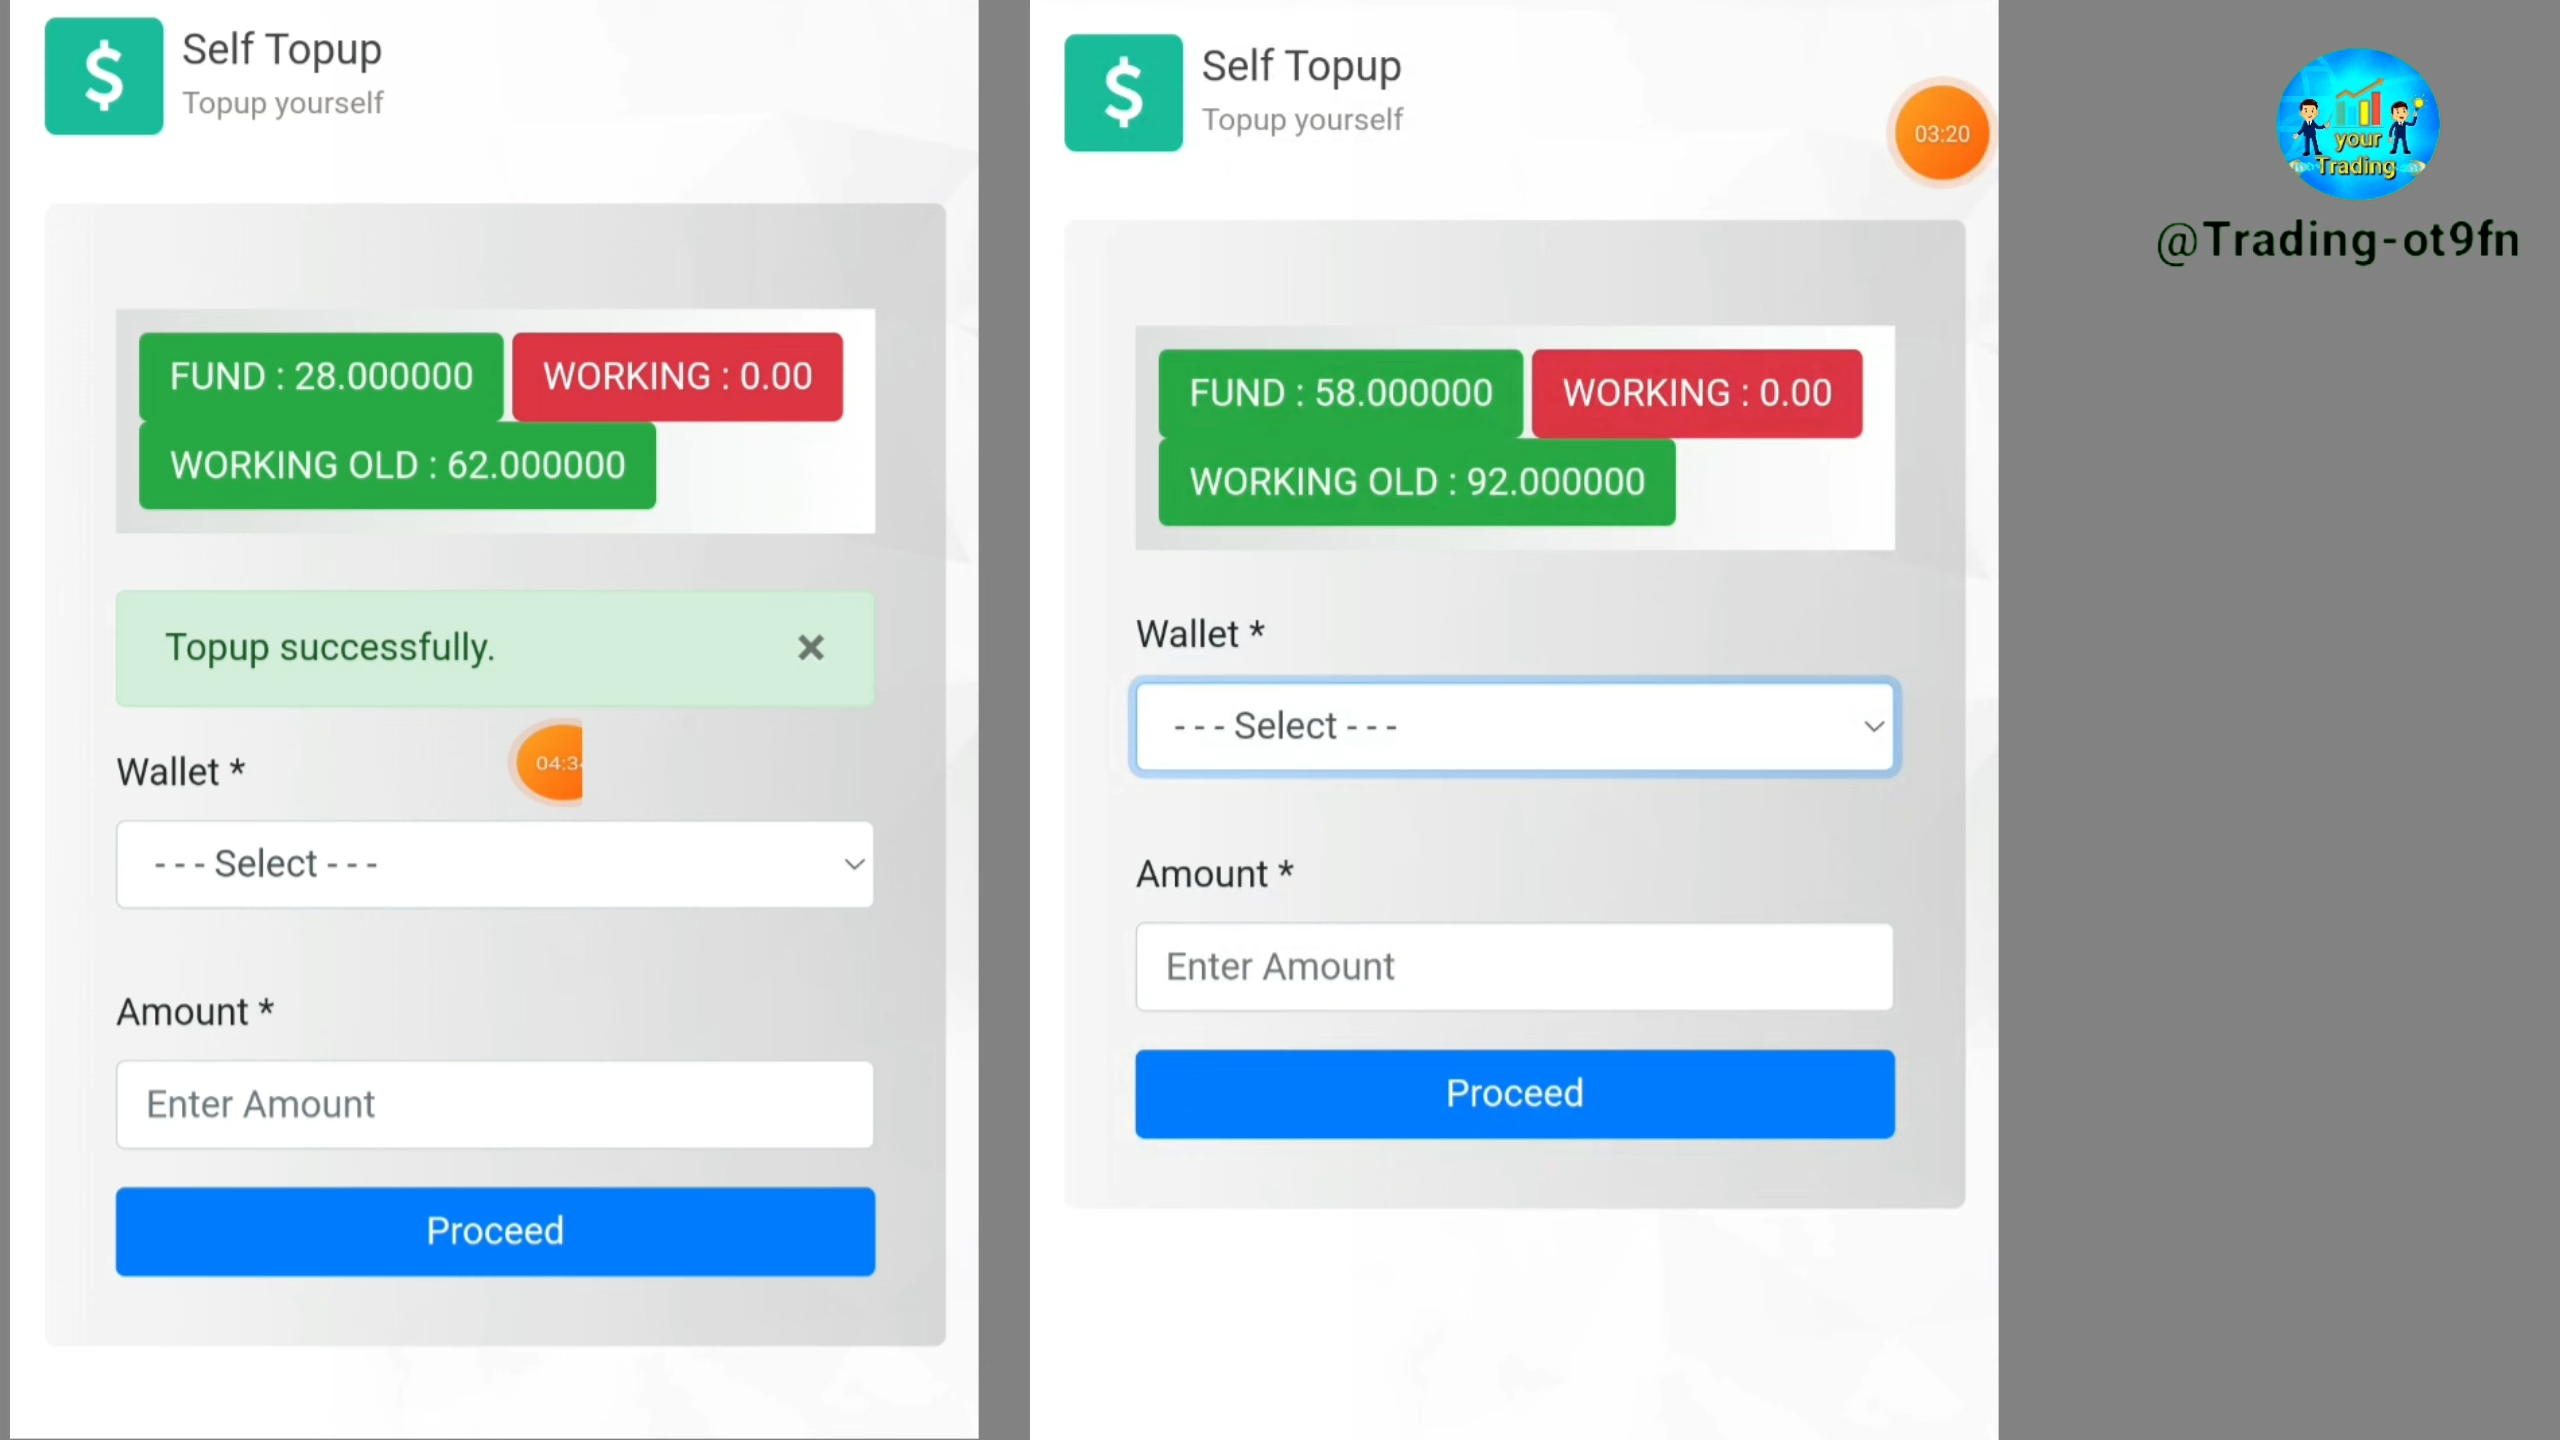 Self Topup
Topup yourself
FUND : 28.000000
WORKING : 0.00
WORKING OLD : 62.000000
Topup successfully.
Wallet *
- - - Select - - -
Amount *
Enter Amount
Proceed
Self Topup
Topup yourself
03:20
FUND : 58.000000
WORKING : 0.00
WORKING OLD : 92.000000
Wallet *
- - - Select - - -
Amount *
Enter Amount
Proceed
your
Trading
@Trading-ot9fn